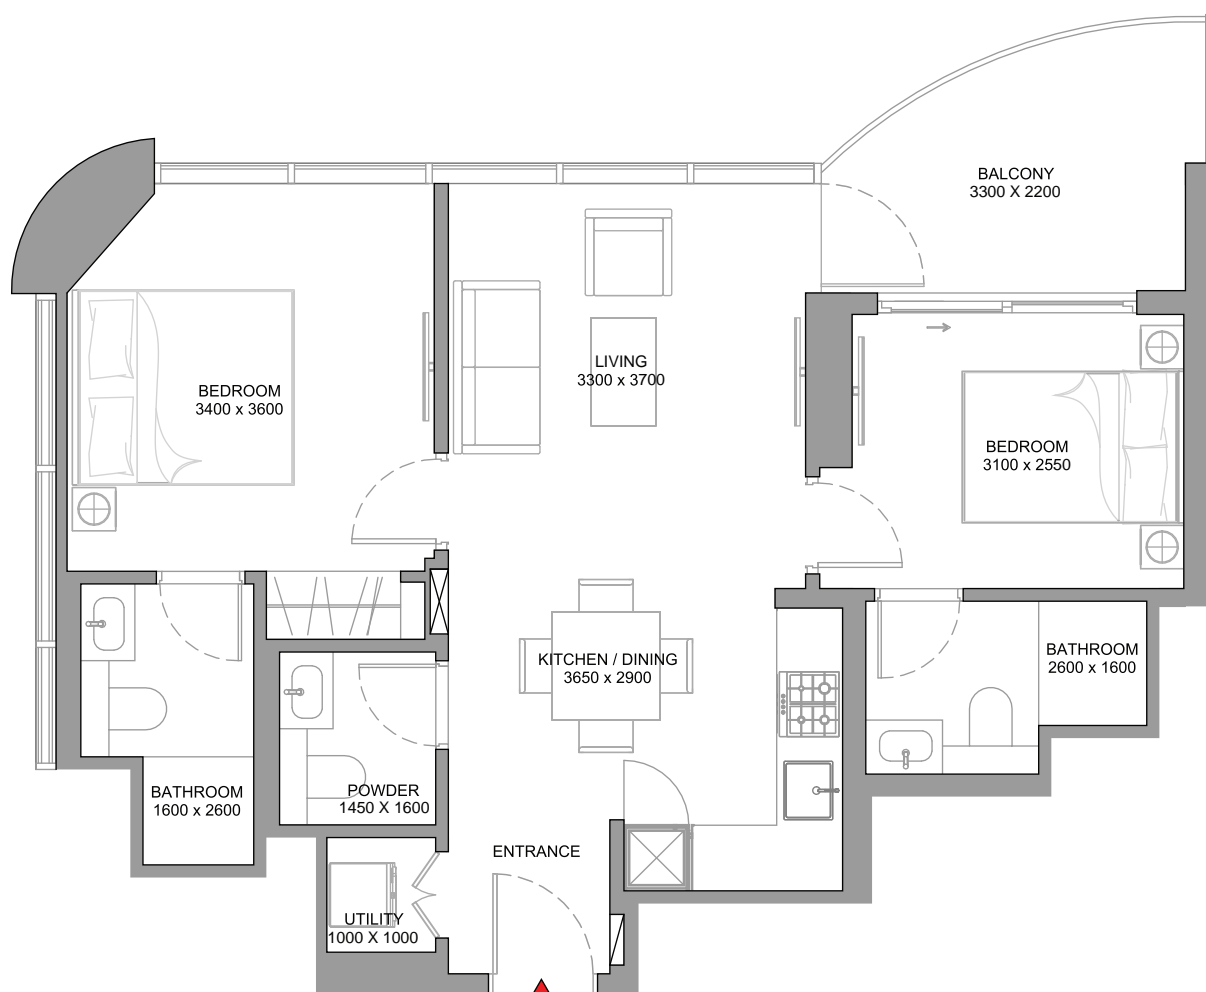 BALCONY
3300 X 2200
LIVING
3300 x 3700
BEDROOM
3400 x 3600
BEDROOM
3100 x 2550
KITCHEN / DINING
3650 x 2900
BATHROOM
2600 x 1600
BATHROOM
1600 x 2600
POWDER
1450 X 1600
ENTRANCE
UTILITY
1000 X 1000